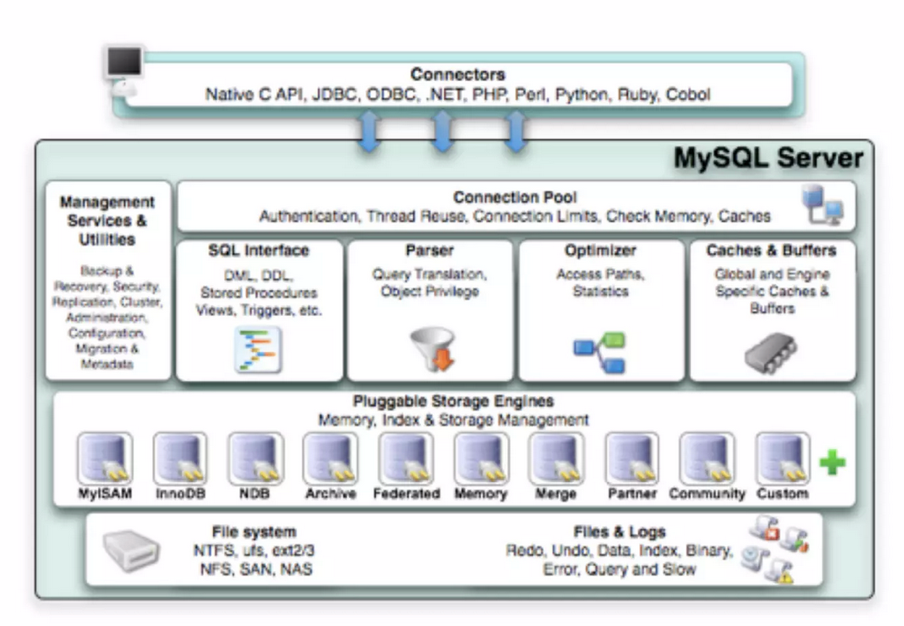 Connectors
Native C API, JDBC, ODBC, .NET, PHP, Perl, Python, Ruby, Cobol
MySQL Server
Management
Services &
Utilities
Backup &
Recovery, Security,
Replication, Cluster,
Administration,
Configuration,
Migration &
Metadata
Connection Pool
Authentication, Thread Reuse, Connection Limits, Check Memory, Caches
SQL Interface
DML, DDL,
Stored Procedures
Views, Triggers, etc.
Parser
Query Translation,
Object Privilege
Optimizer
Access Paths,
Statistics
Caches & Buffers
Global and Engine
Specific Caches &
Buffers
Pluggable Storage Engines
Memory, Index & Storage Management
MyISAM InnoDB NDB Archive Federated Memory Merge Partner Community Custom
File system
NTFS, ufs, ext2/3
NFS, SAN, NAS
Files & Logs
Redo, Undo, Data, Index, Binary,
Error, Query and Slow